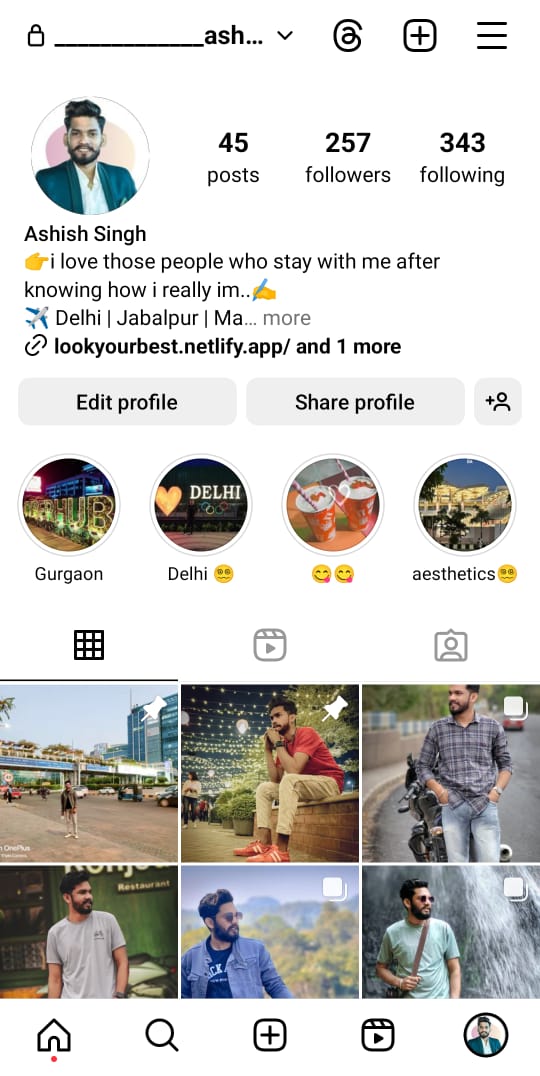 _____________ash...
45 257 343
posts followers following
Ashish Singh
👉i love those people who stay with me after
knowing how i really im..✍️
✈️ Delhi | Jabalpur | Ma... more
lookyourbest.netlify.app/ and 1 more
Edit profile Share profile
HUB
DELHI
Gurgaon Delhi 😵‍💫 😋😋 aesthetics😵‍💫
OnePlus
Restaurant